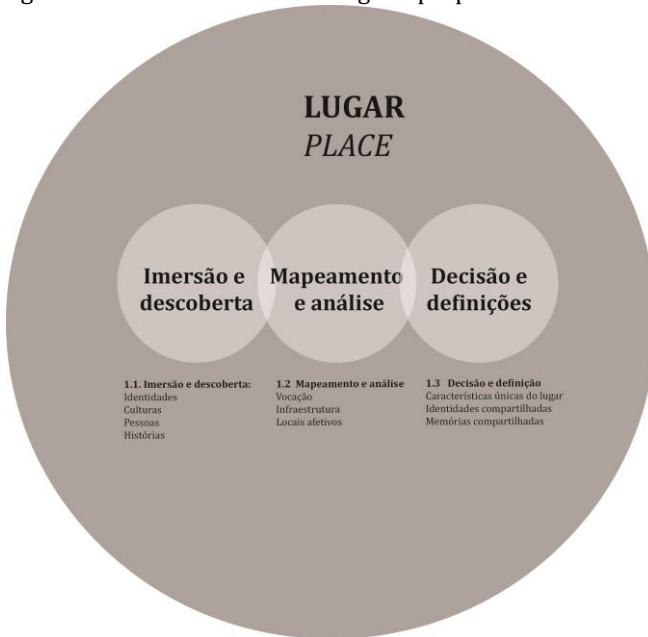 LUGAR
PLACE
Imersão e
descoberta
Mapeamento
e análise
Decisão e
definições
1.1. Imersão e descoberta:
Identidades
Culturas
Pessoas
Histórias
1.2 Mapeamento e análise
Vocação
Infraestrutura
Locais afetivos
1.3 Decisão e definição
Características únicas do lugar
Identidades compartilhadas
Memórias compartilhadas